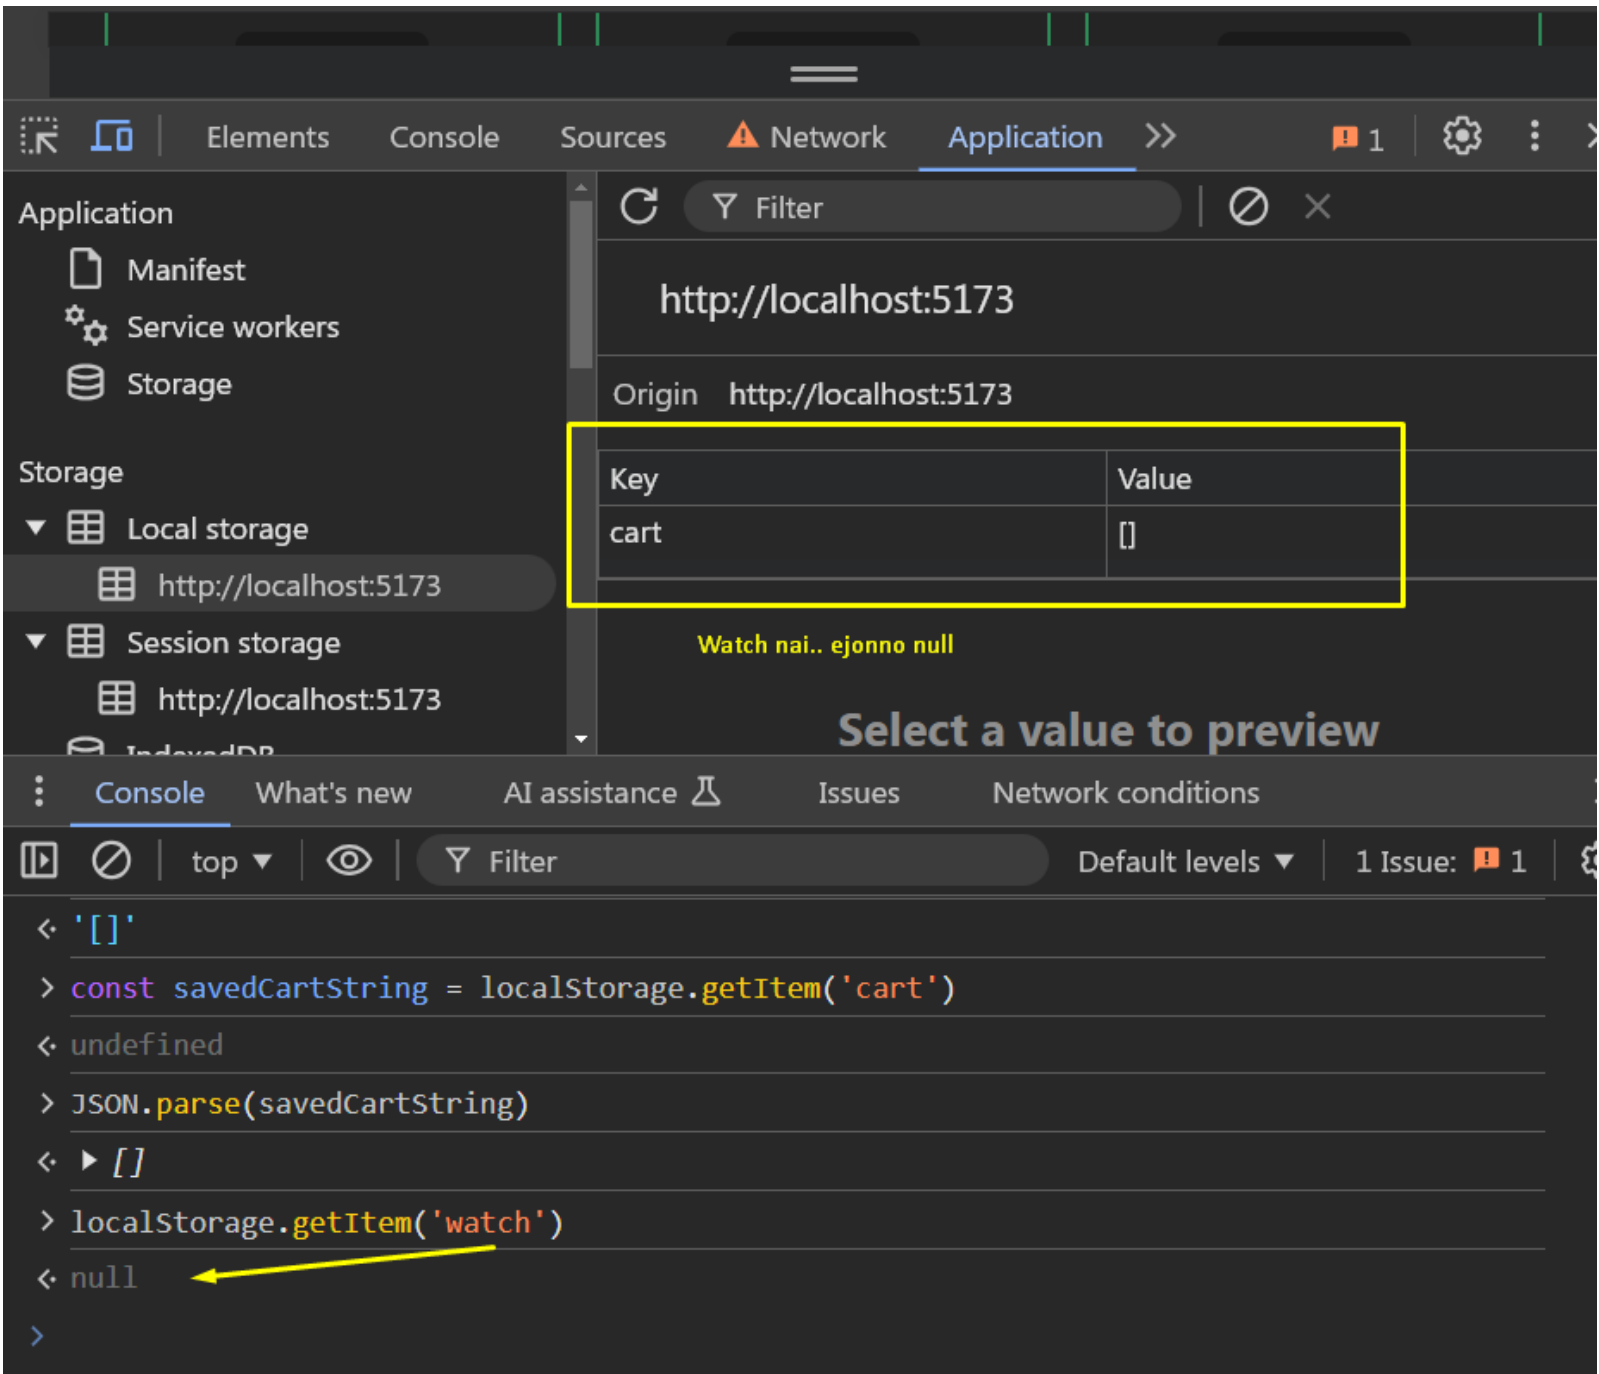 Elements Console Sources Network Application 1
Application
Manifest
Service workers
Storage
Storage
Local storage
http://localhost:5173
Session storage
http://localhost:5173
IndexedDB
Filter
http://localhost:5173
Origin http://localhost:5173
Key Value
cart []
Watch nai.. ejonno null
Select a value to preview
Console What's new AI assistance Issues Network conditions
top Filter Default levels 1 Issue: 1
'[]'
const savedCartString = localStorage.getItem('cart')
undefined
JSON.parse(savedCartString)
[]
localStorage.getItem('watch')
null